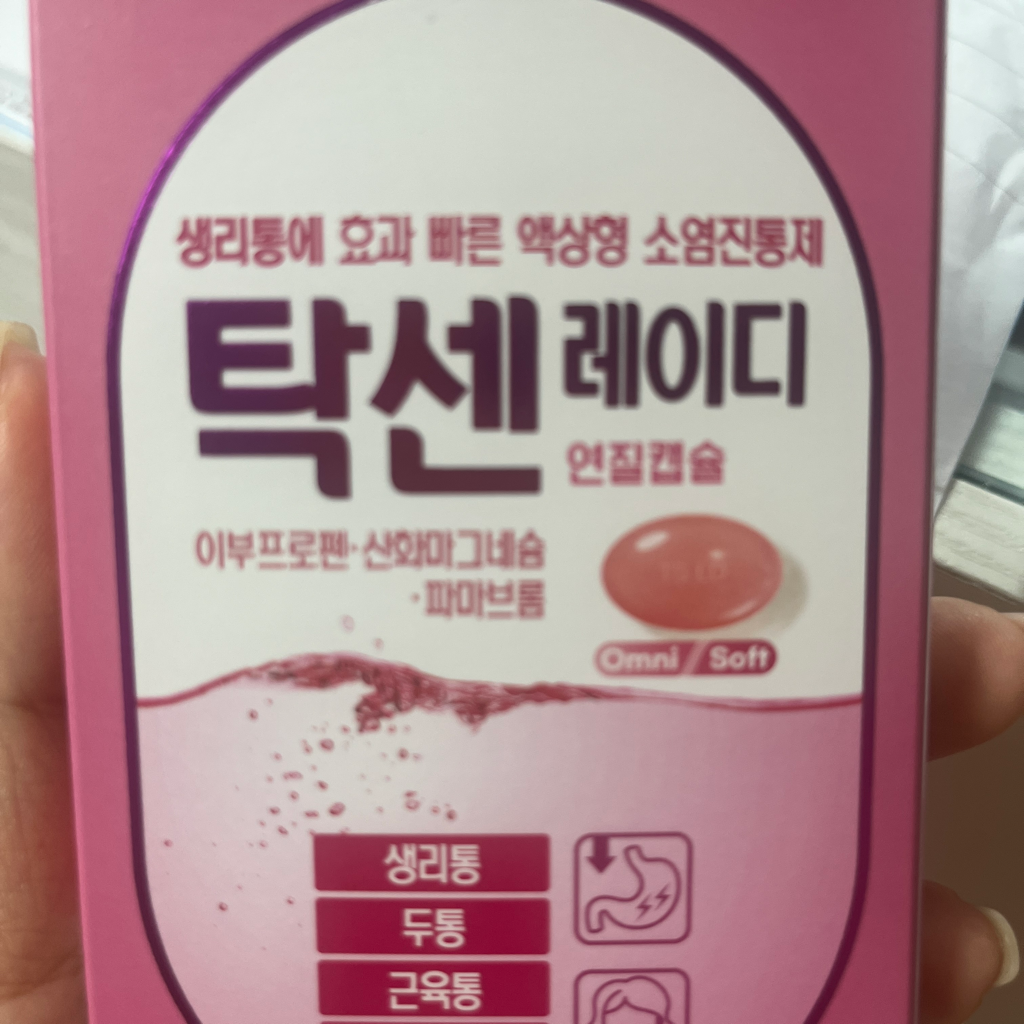 생리통에 효과 빠른 액상형 소염진통제
탁센 레이디
연질캡슐
이부프로펜·산화마그네슘
·파마브롬
Omni / Soft
생리통
두통
근육통